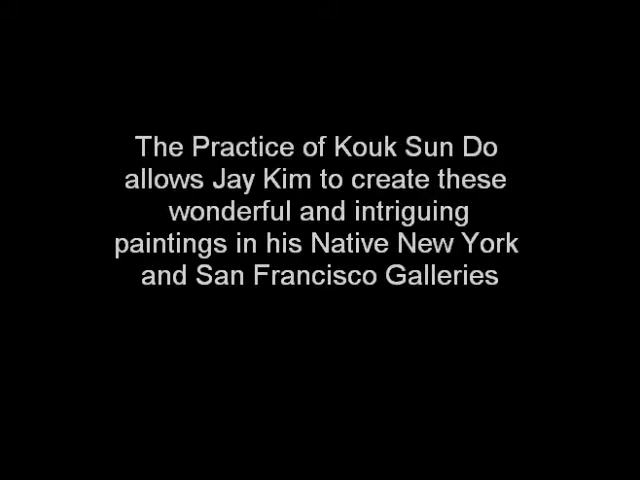 The Practice of Kouk Sun Do
allows Jay Kim to create these
wonderful and intriguing
paintings in his Native New York
and San Francisco Galleries